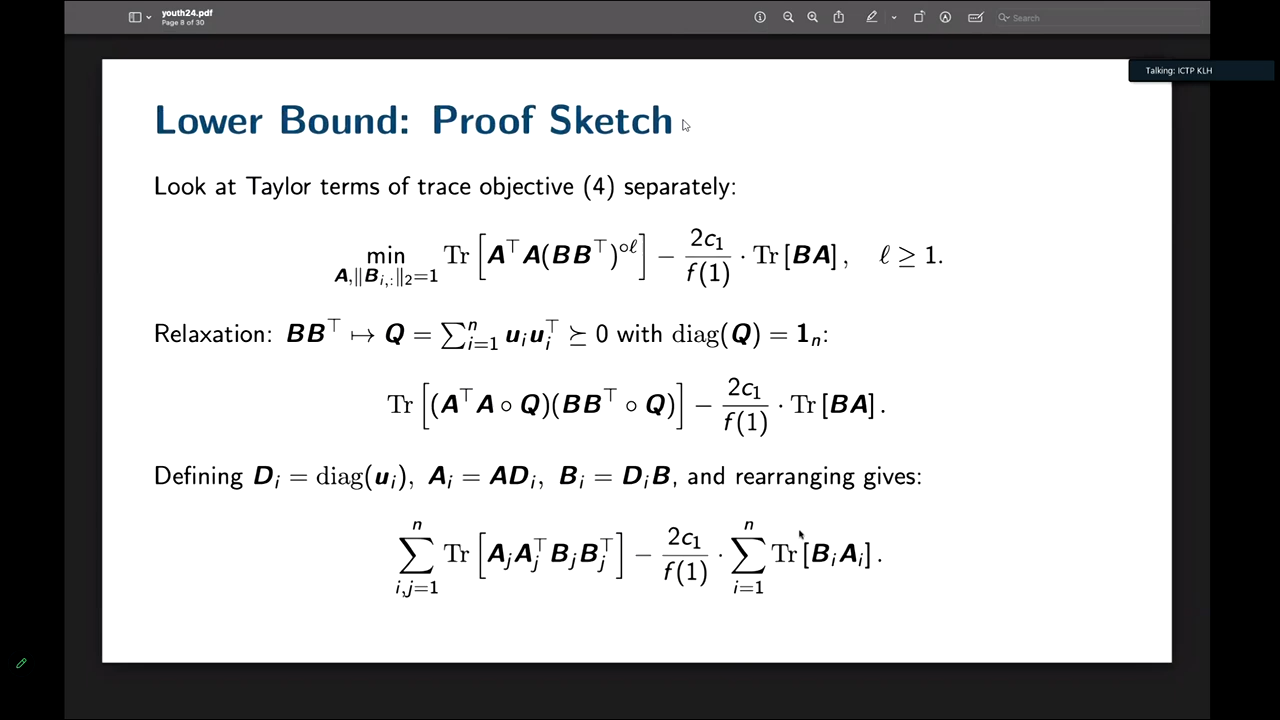 youth24.pdf
Page 8 of 30
Search
Talking: ICTP KLH
Lower Bound: Proof Sketch
Look at Taylor terms of trace objective (4) separately:
min_{A,‖B_{i,:}‖_2=1} Tr [A^⊤A(BB^⊤)^{∘ℓ}] − 2c_1/f(1) · Tr [BA] , ℓ ≥ 1.
Relaxation: BB^⊤ ↦ Q = ∑_{i=1}^n u_i u_i^⊤ ⪰ 0 with diag(Q) = 1_n:
Tr [(A^⊤A ∘ Q)(BB^⊤ ∘ Q)] − 2c_1/f(1) · Tr [BA] .
Defining D_i = diag(u_i), A_i = AD_i, B_i = D_iB, and rearranging gives:
∑_{i,j=1}^n Tr [A_jA_j^⊤B_jB_j^⊤] − 2c_1/f(1) · ∑_{i=1}^n Tr [B_iA_i] .